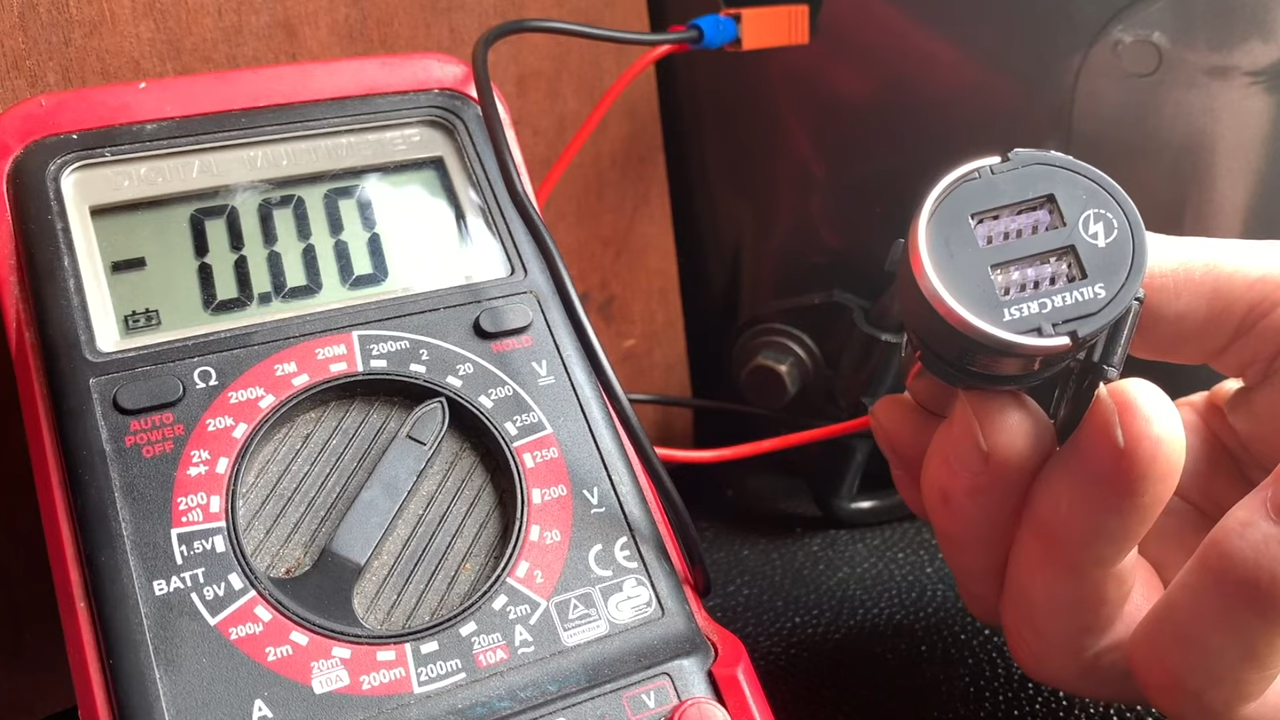 DIGITAL MULTIMETER
- 0.00
HOLD
AUTO
POWER
OFF
Ω
200m
2
20
200
250
V
250
200
20
2
V
2m
20m
10A
A
200m
200m
20m
10A
2m
200µ
A
BATT
9V
1.5V
200
2k
20k
200k
2M
20M
CE
V
SILVERCREST